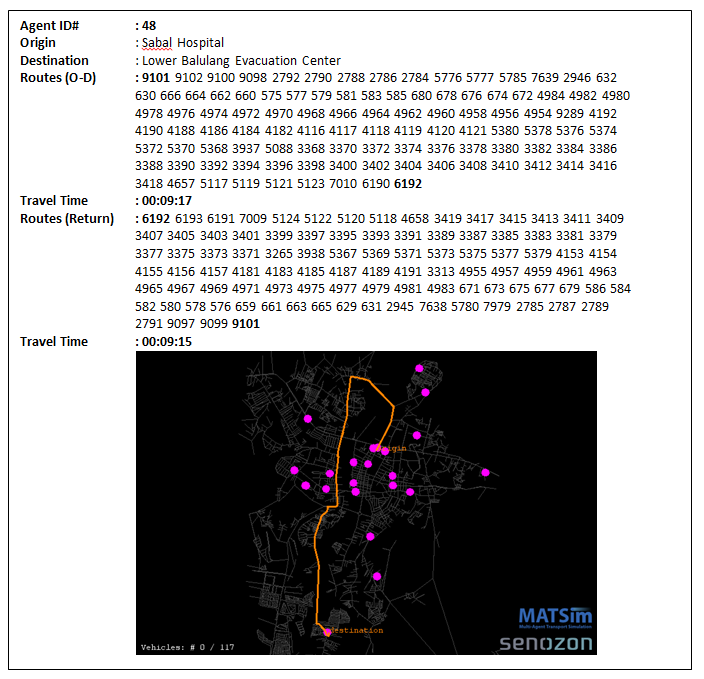 Agent ID# : 48
Origin : Sabal Hospital
Destination : Lower Balulang Evacuation Center
Routes (O-D) : 9101 9102 9100 9098 2792 2790 2788 2786 2784 5776 5777 5785 7639 2946 632
630 666 664 662 660 575 577 579 581 583 585 680 678 676 674 672 4984 4982 4980
4978 4976 4974 4972 4970 4968 4966 4964 4962 4960 4958 4956 4954 9289 4192
4190 4188 4186 4184 4182 4116 4117 4118 4119 4120 4121 5380 5378 5376 5374
5372 5370 5368 3937 5088 3368 3370 3372 3374 3376 3378 3380 3382 3384 3386
3388 3390 3392 3394 3396 3398 3400 3402 3404 3406 3408 3410 3412 3414 3416
3418 4657 5117 5119 5121 5123 7010 6190 6192
Travel Time : 00:09:17
Routes (Return) : 6192 6193 6191 7009 5124 5122 5120 5118 4658 3419 3417 3415 3413 3411 3409
3407 3405 3403 3401 3399 3397 3395 3393 3391 3389 3387 3385 3383 3381 3379
3377 3375 3373 3371 3265 3938 5367 5369 5371 5373 5375 5377 5379 4153 4154
4155 4156 4157 4181 4183 4185 4187 4189 4191 3313 4955 4957 4959 4961 4963
4965 4967 4969 4971 4973 4975 4977 4979 4981 4983 671 673 675 677 679 586 584
582 580 578 576 659 661 663 665 629 631 2945 7638 5780 7979 2785 2787 2789
2791 9097 9099 9101
Travel Time : 00:09:15
Origin
Destination
MATSim
Multi-Agent Transport Simulation
senozon
Vehicles: # 0 / 117